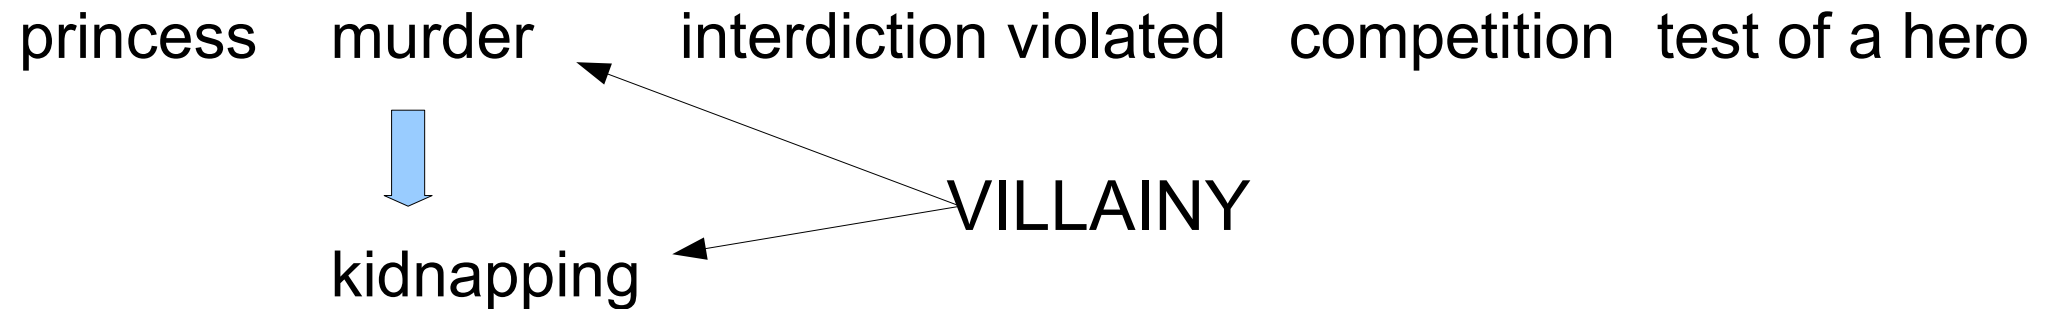 princess murder interdiction violated competition test of a hero
VILLAINY
kidnapping